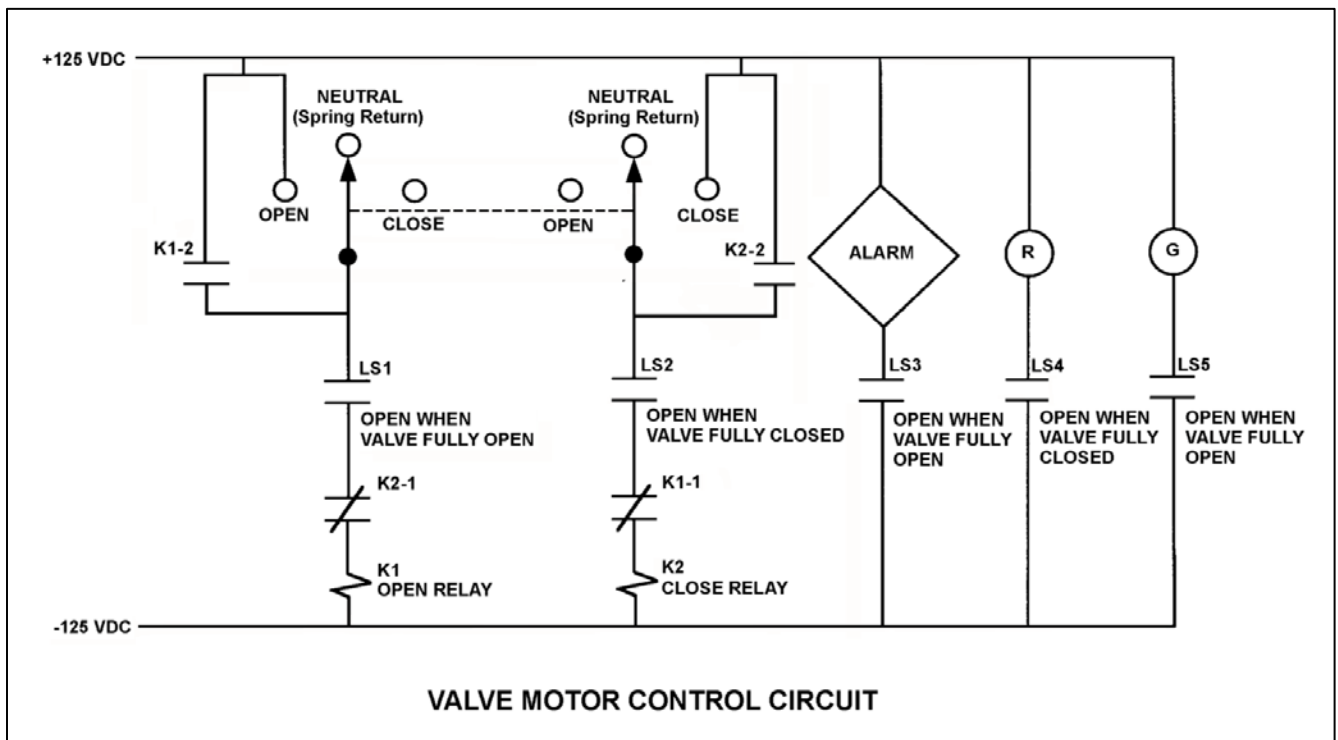 +125 VDC
NEUTRAL
(Spring Return)
NEUTRAL
(Spring Return)
OPEN
CLOSE
OPEN
CLOSE
K1-2
K2-2
ALARM
R
G
LS1
OPEN WHEN
VALVE FULLY OPEN
LS2
OPEN WHEN
VALVE FULLY CLOSED
LS3
OPEN WHEN
VALVE FULLY
OPEN
LS4
OPEN WHEN
VALVE FULLY
CLOSED
LS5
OPEN WHEN
VALVE FULLY
OPEN
K2-1
K1-1
K1
OPEN RELAY
K2
CLOSE RELAY
-125 VDC
VALVE MOTOR CONTROL CIRCUIT